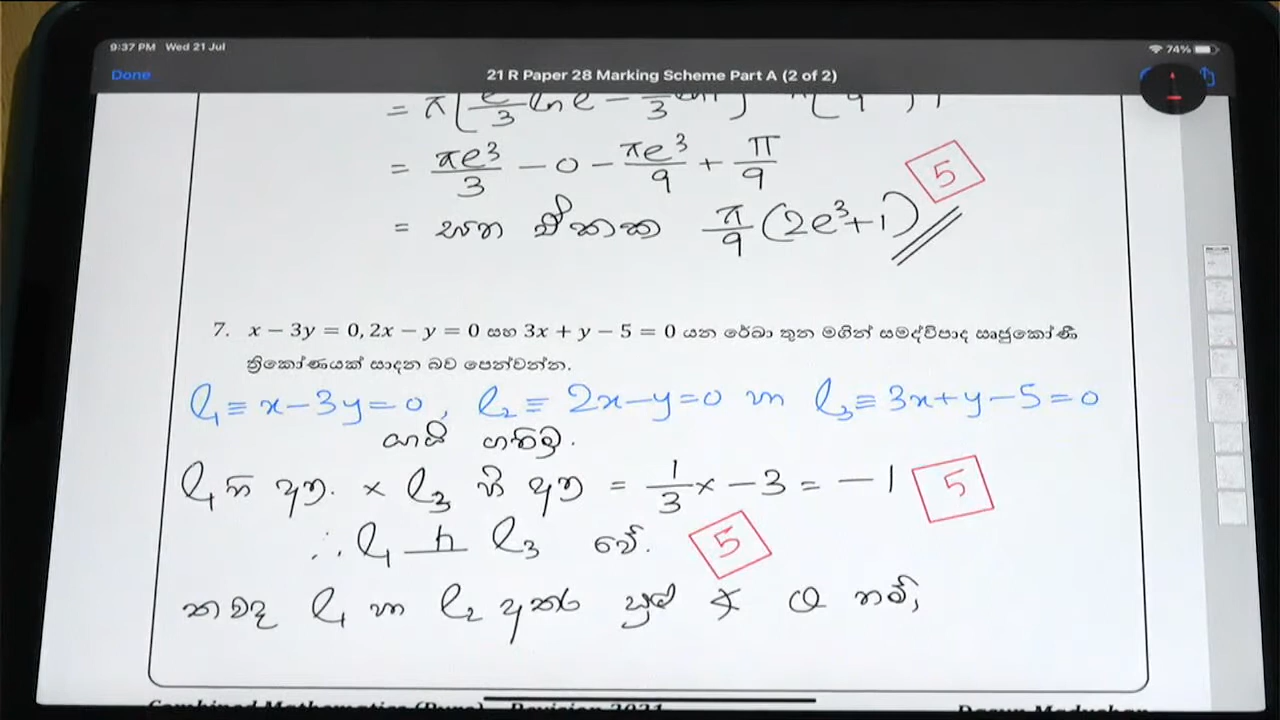 9:37 PM Wed 21 Jul 74%
Done 21 R Paper 28 Marking Scheme Part A (2 of 2)
= πe³/3 − 0 − πe³/9 + π/9 5
= ඝන ඒකක π/9 (2e³+1)
7. x − 3y = 0, 2x − y = 0 සහ 3x + y − 5 = 0 යන රේඛා තුන මගින් සමද්විපාද ඍජුකෝණී
ත්‍රිකෝණයක් සාදන බව පෙන්වන්න.
l₁ ≡ x−3y=0, l₂ ≡ 2x−y=0 හා l₃ ≡ 3x+y−5=0
යැයි ගනිමු.
l₁ හි අනු. × l₃ හි අනු = 1/3 × −3 = −1 5
∴ l₁ ⊥ l₃ වේ. 5
තවද l₁ හා l₂ අතර සුළු ∢ θ නම්,